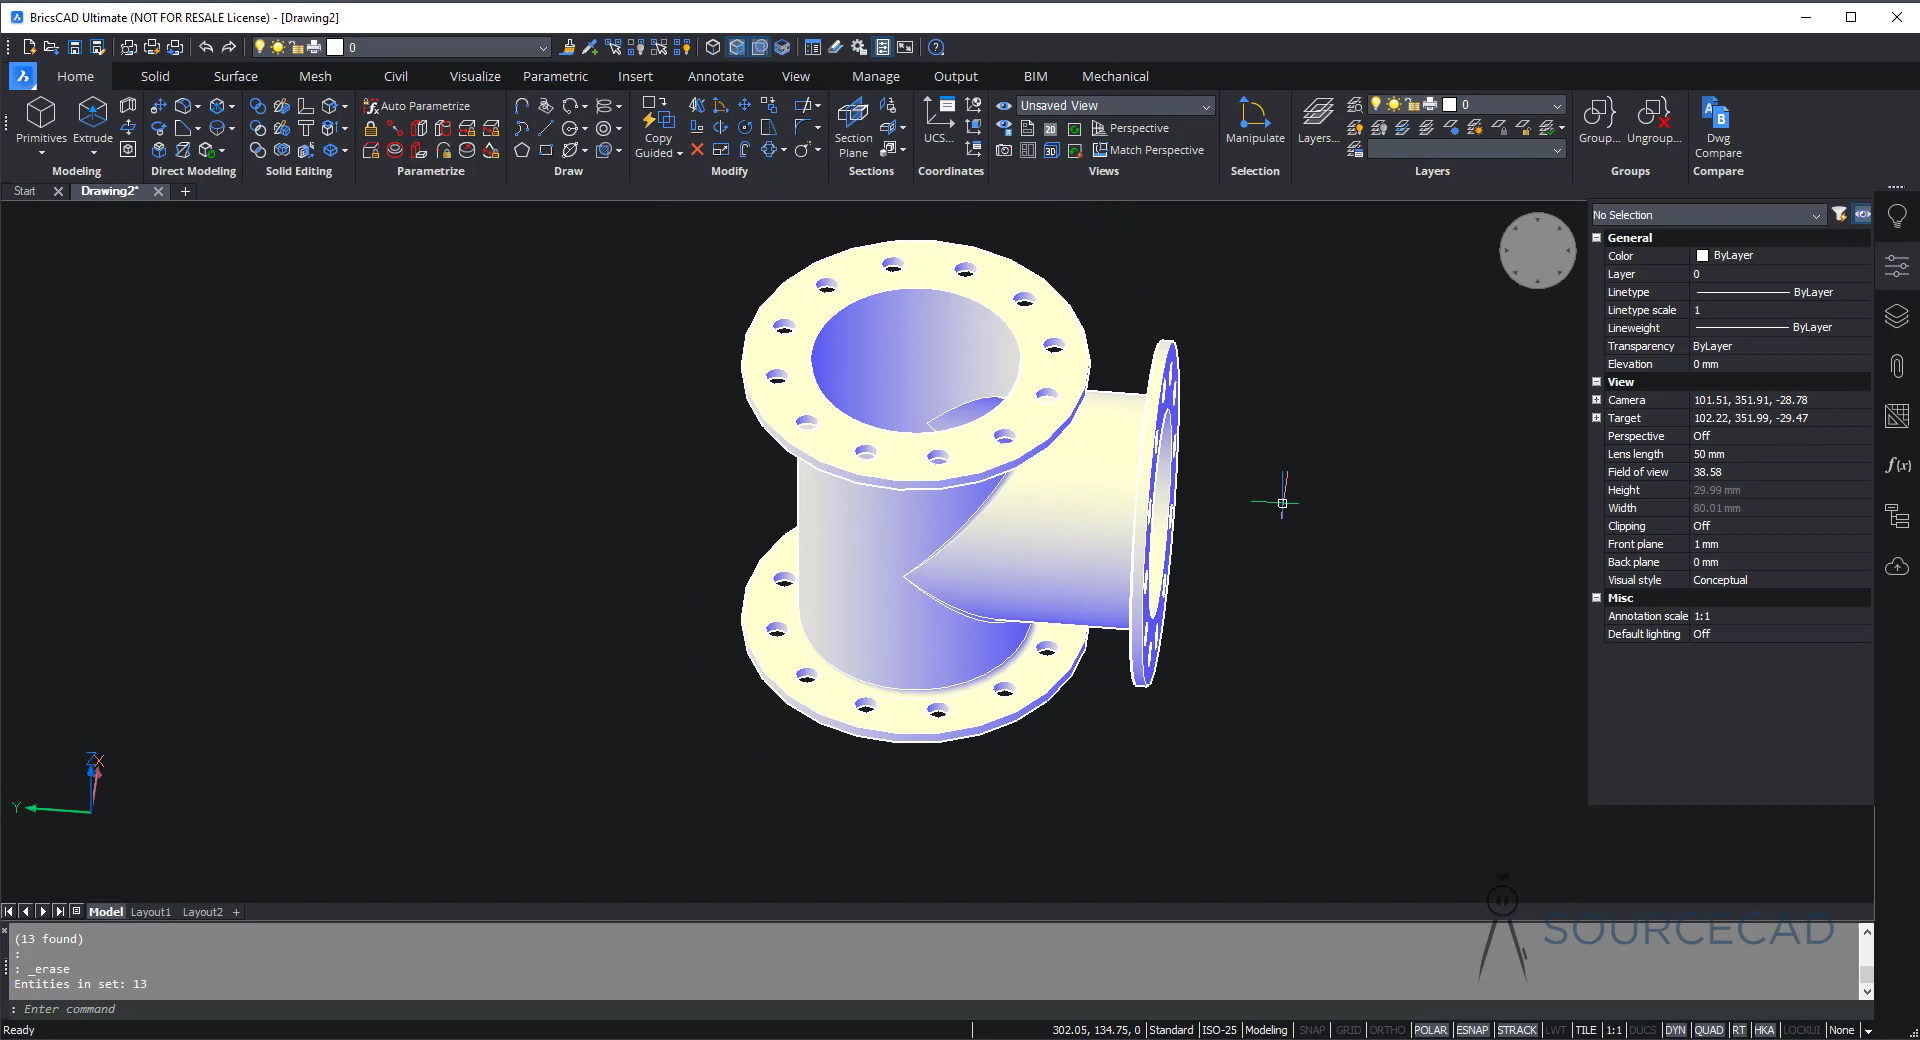 BricsCAD Ultimate (NOT FOR RESALE License) - [Drawing2]
0
Home Solid Surface Mesh Civil Visualize Parametric Insert Annotate View Manage Output BIM Mechanical
Primitives
Extrude
Modeling
Direct Modeling
Solid Editing
Auto Parametrize
Parametrize
Draw
Copy
Guided
Modify
Section
Plane
Sections
UCS...
Coordinates
Unsaved View
2D
Perspective
3D
Match Perspective
Views
Manipulate
Selection
Layers...
0
Layers
Group...
Ungroup...
Groups
Dwg
Compare
Compare
Start
Drawing2*
+
No Selection
General
Color ByLayer
Layer 0
Linetype ByLayer
Linetype scale 1
Lineweight ByLayer
Transparency ByLayer
Elevation 0 mm
View
Camera 101.51, 351.91, -28.78
Target 102.22, 351.99, -29.47
Perspective Off
Lens length 50 mm
Field of view 38.58
Height 29.99 mm
Width 80.01 mm
Clipping Off
Front plane 1 mm
Back plane 0 mm
Visual style Conceptual
Misc
Annotation scale 1:1
Default lighting Off
f(x)
Z X
Y
Model Layout1 Layout2 +
(13 found)
:
: _erase
Entities in set: 13
: Enter command
SOURCECAD
Ready
302.05, 134.75, 0 Standard ISO-25 Modeling SNAP GRID ORTHO POLAR ESNAP STRACK LWT TILE 1:1 DUCS DYN QUAD RT HKA LOCKUI None